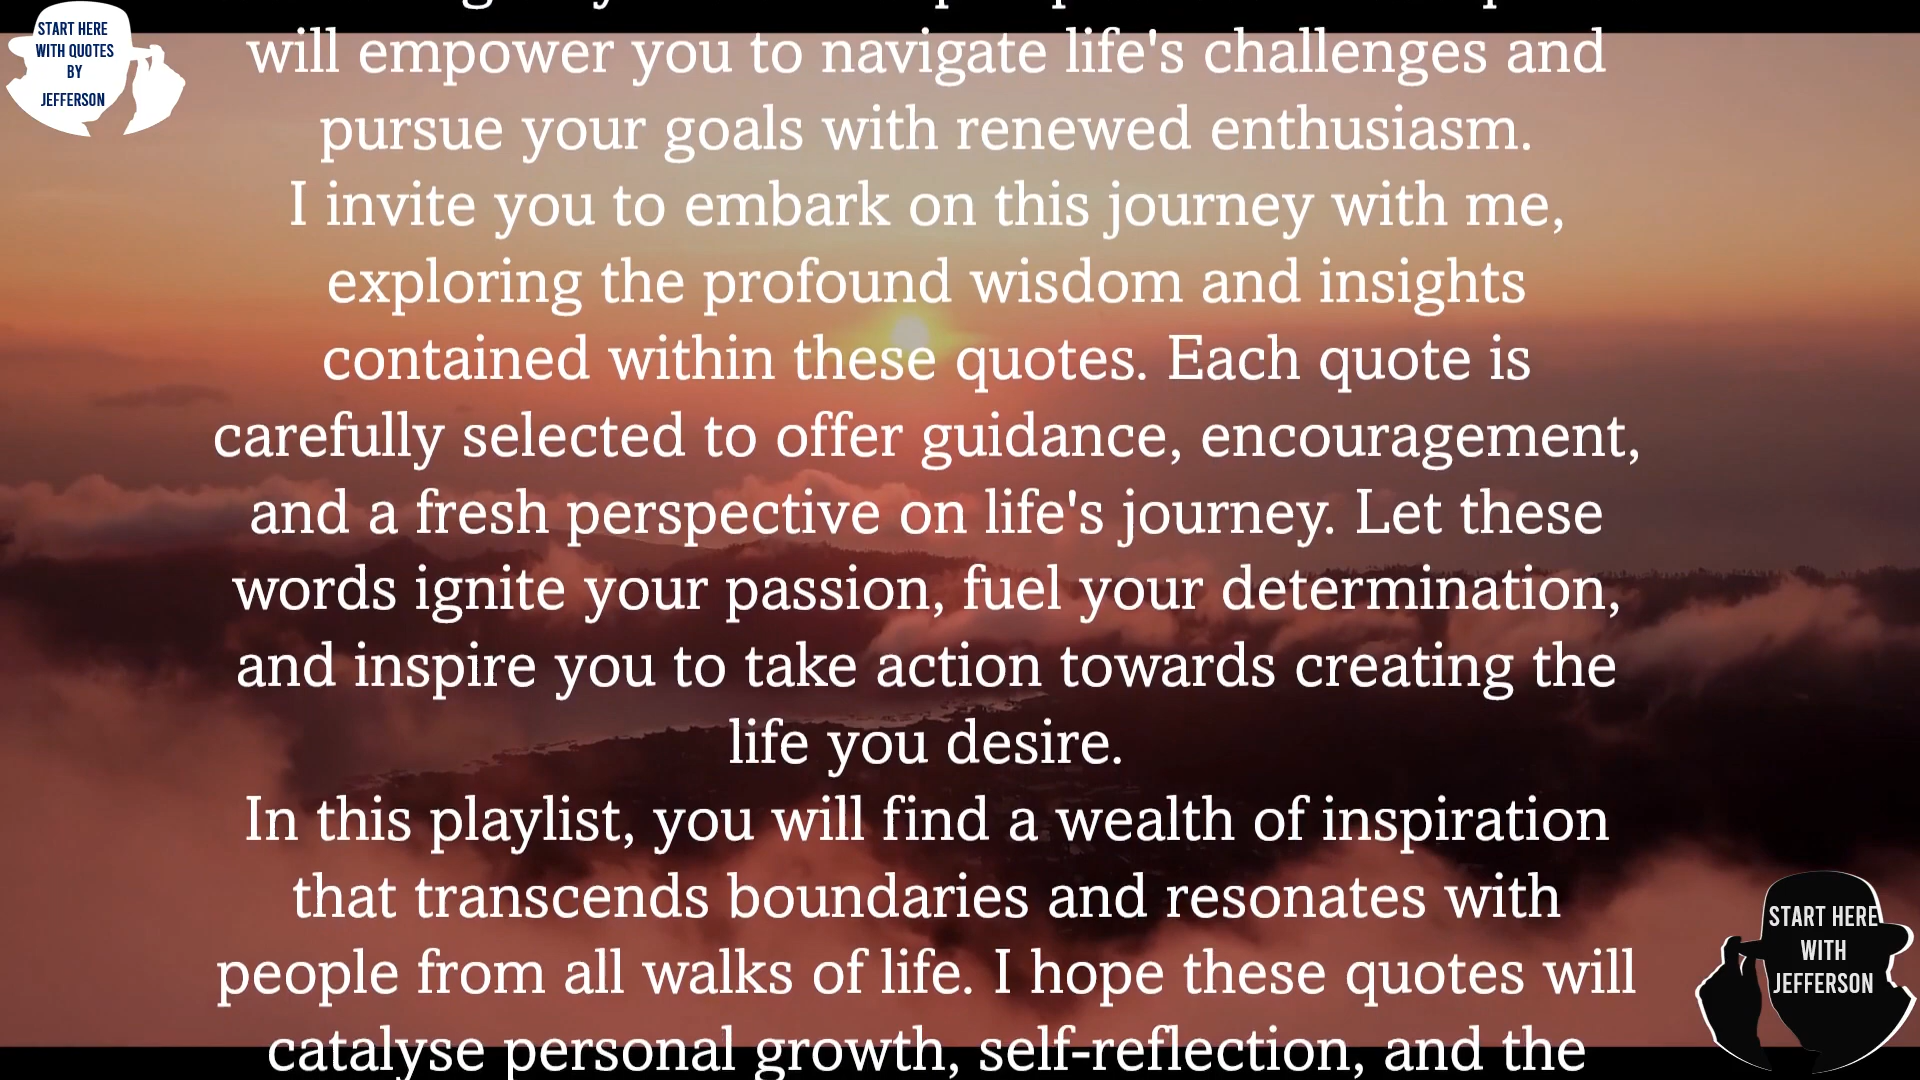 START HERE
WITH QUOTES
BY
JEFFERSON
will empower you to navigate life's challenges and
pursue your goals with renewed enthusiasm.
I invite you to embark on this journey with me,
exploring the profound wisdom and insights
contained within these quotes. Each quote is
carefully selected to offer guidance, encouragement,
and a fresh perspective on life's journey. Let these
words ignite your passion, fuel your determination,
and inspire you to take action towards creating the
life you desire.
In this playlist, you will find a wealth of inspiration
that transcends boundaries and resonates with
people from all walks of life. I hope these quotes will
catalyse personal growth, self-reflection, and the
START HERE
WITH
JEFFERSON